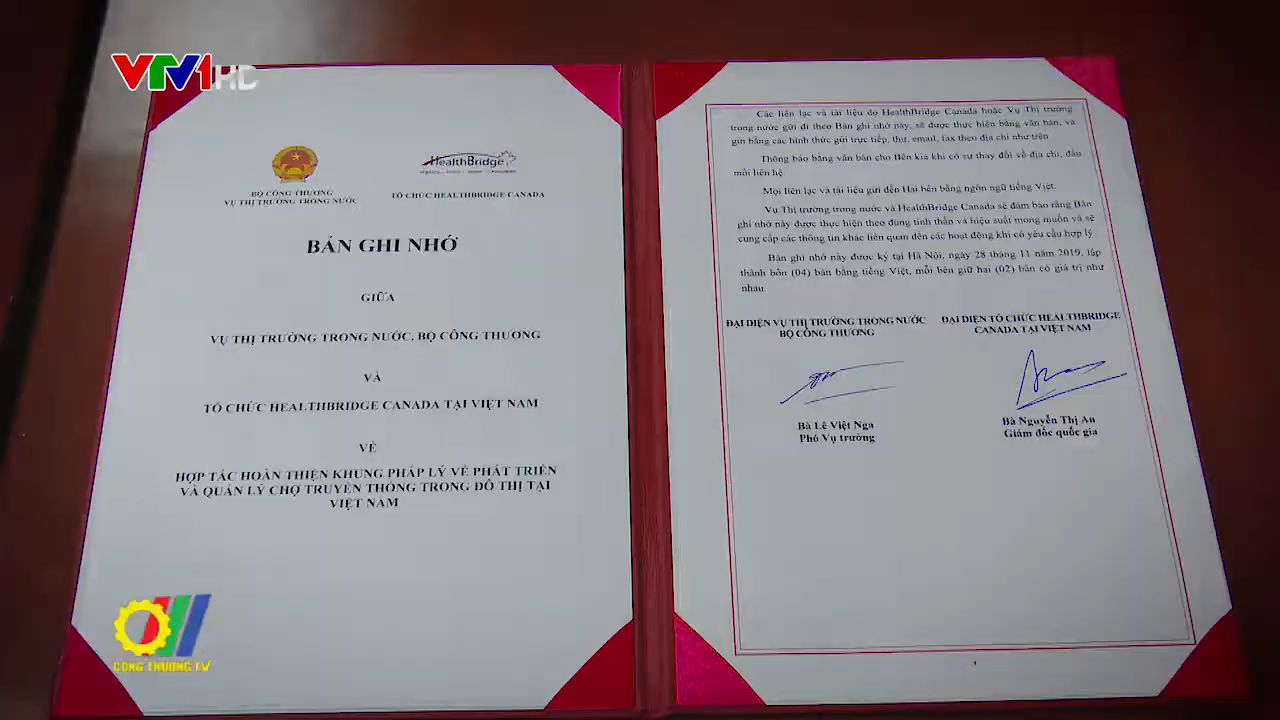 VTV1 HD
BỘ CÔNG THƯƠNG
VỤ THỊ TRƯỜNG TRONG NƯỚC
HealthBridge
TỔ CHỨC HEALTHBRIDGE CANADA
BẢN GHI NHỚ
GIỮA
VỤ THỊ TRƯỜNG TRONG NƯỚC, BỘ CÔNG THƯƠNG
VÀ
TỔ CHỨC HEALTHBRIDGE CANADA TẠI VIỆT NAM
VỀ
HỢP TÁC HOÀN THIỆN KHUNG PHÁP LÝ VỀ PHÁT TRIỂN
VÀ QUẢN LÝ CHỢ TRUYỀN THỐNG TRONG ĐÔ THỊ TẠI
VIỆT NAM
CÔNG THƯƠNG TV
Các liên lạc và tài liệu do HealthBridge Canada hoặc Vụ Thị trường
trong nước gửi đi theo Bản ghi nhớ này, sẽ được thực hiện bằng văn bản, và
gửi bằng các hình thức gửi trực tiếp, thư, email, fax theo địa chỉ như trên.
Thông báo bằng văn bản cho Bên kia khi có sự thay đổi về địa chỉ, đầu
mối liên hệ.
Mọi liên lạc và tài liệu gửi đến Hai bên bằng ngôn ngữ tiếng Việt.
Vụ Thị trường trong nước và HealthBridge Canada sẽ đảm bảo rằng Bản
ghi nhớ này được thực hiện theo đúng tinh thần và hiệu suất mong muốn và sẽ
cung cấp các thông tin khác liên quan đến các hoạt động khi có yêu cầu hợp lý.
Bản ghi nhớ này được ký tại Hà Nội, ngày 28 tháng 11 năm 2019, lập
thành bốn (04) bản bằng tiếng Việt, mỗi bên giữ hai (02) bản có giá trị như
nhau.
ĐẠI DIỆN VỤ THỊ TRƯỜNG TRONG NƯỚC
BỘ CÔNG THƯƠNG
Bà Lê Việt Nga
Phó Vụ trưởng
ĐẠI DIỆN TỔ CHỨC HEALTHBRIDGE
CANADA TẠI VIỆT NAM
Bà Nguyễn Thị An
Giám đốc quốc gia